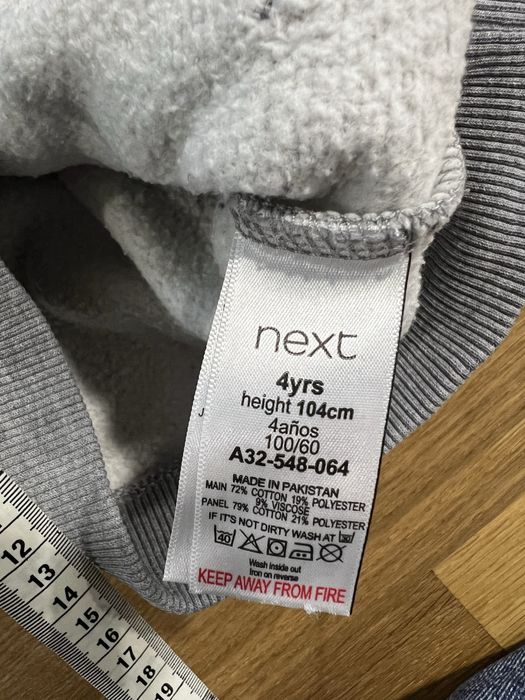 next
4yrs
height 104cm
4años
100/60
A32-548-064
MADE IN PAKISTAN
MAIN 72% COTTON 19% POLYESTER
9% VISCOSE
PANEL 79% COTTON 21% POLYESTER
IF IT'S NOT DIRTY WASH AT 30
40
Wash inside out
Iron on reverse
KEEP AWAY FROM FIRE
J
12
13
14
15
16
17
18
19